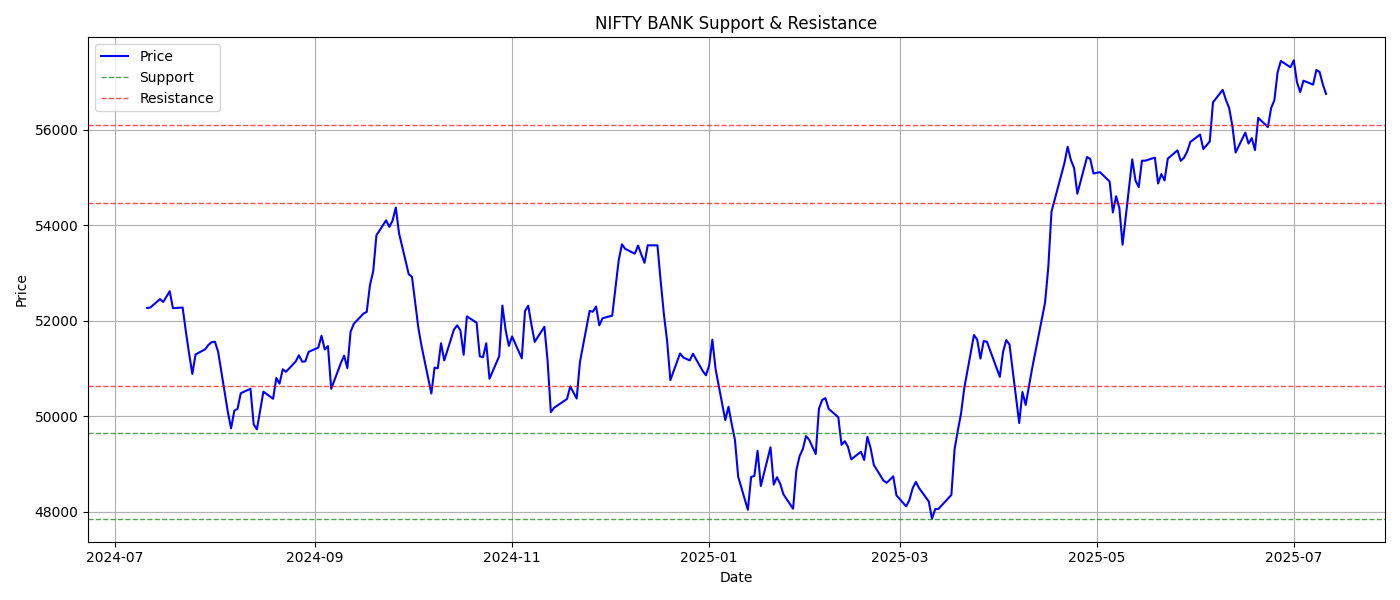 NIFTY BANK Support & Resistance
Price
Support
Resistance
Price
56000
54000
52000
50000
48000
2024-07
2024-09
2024-11
2025-01
2025-03
2025-05
2025-07
Date